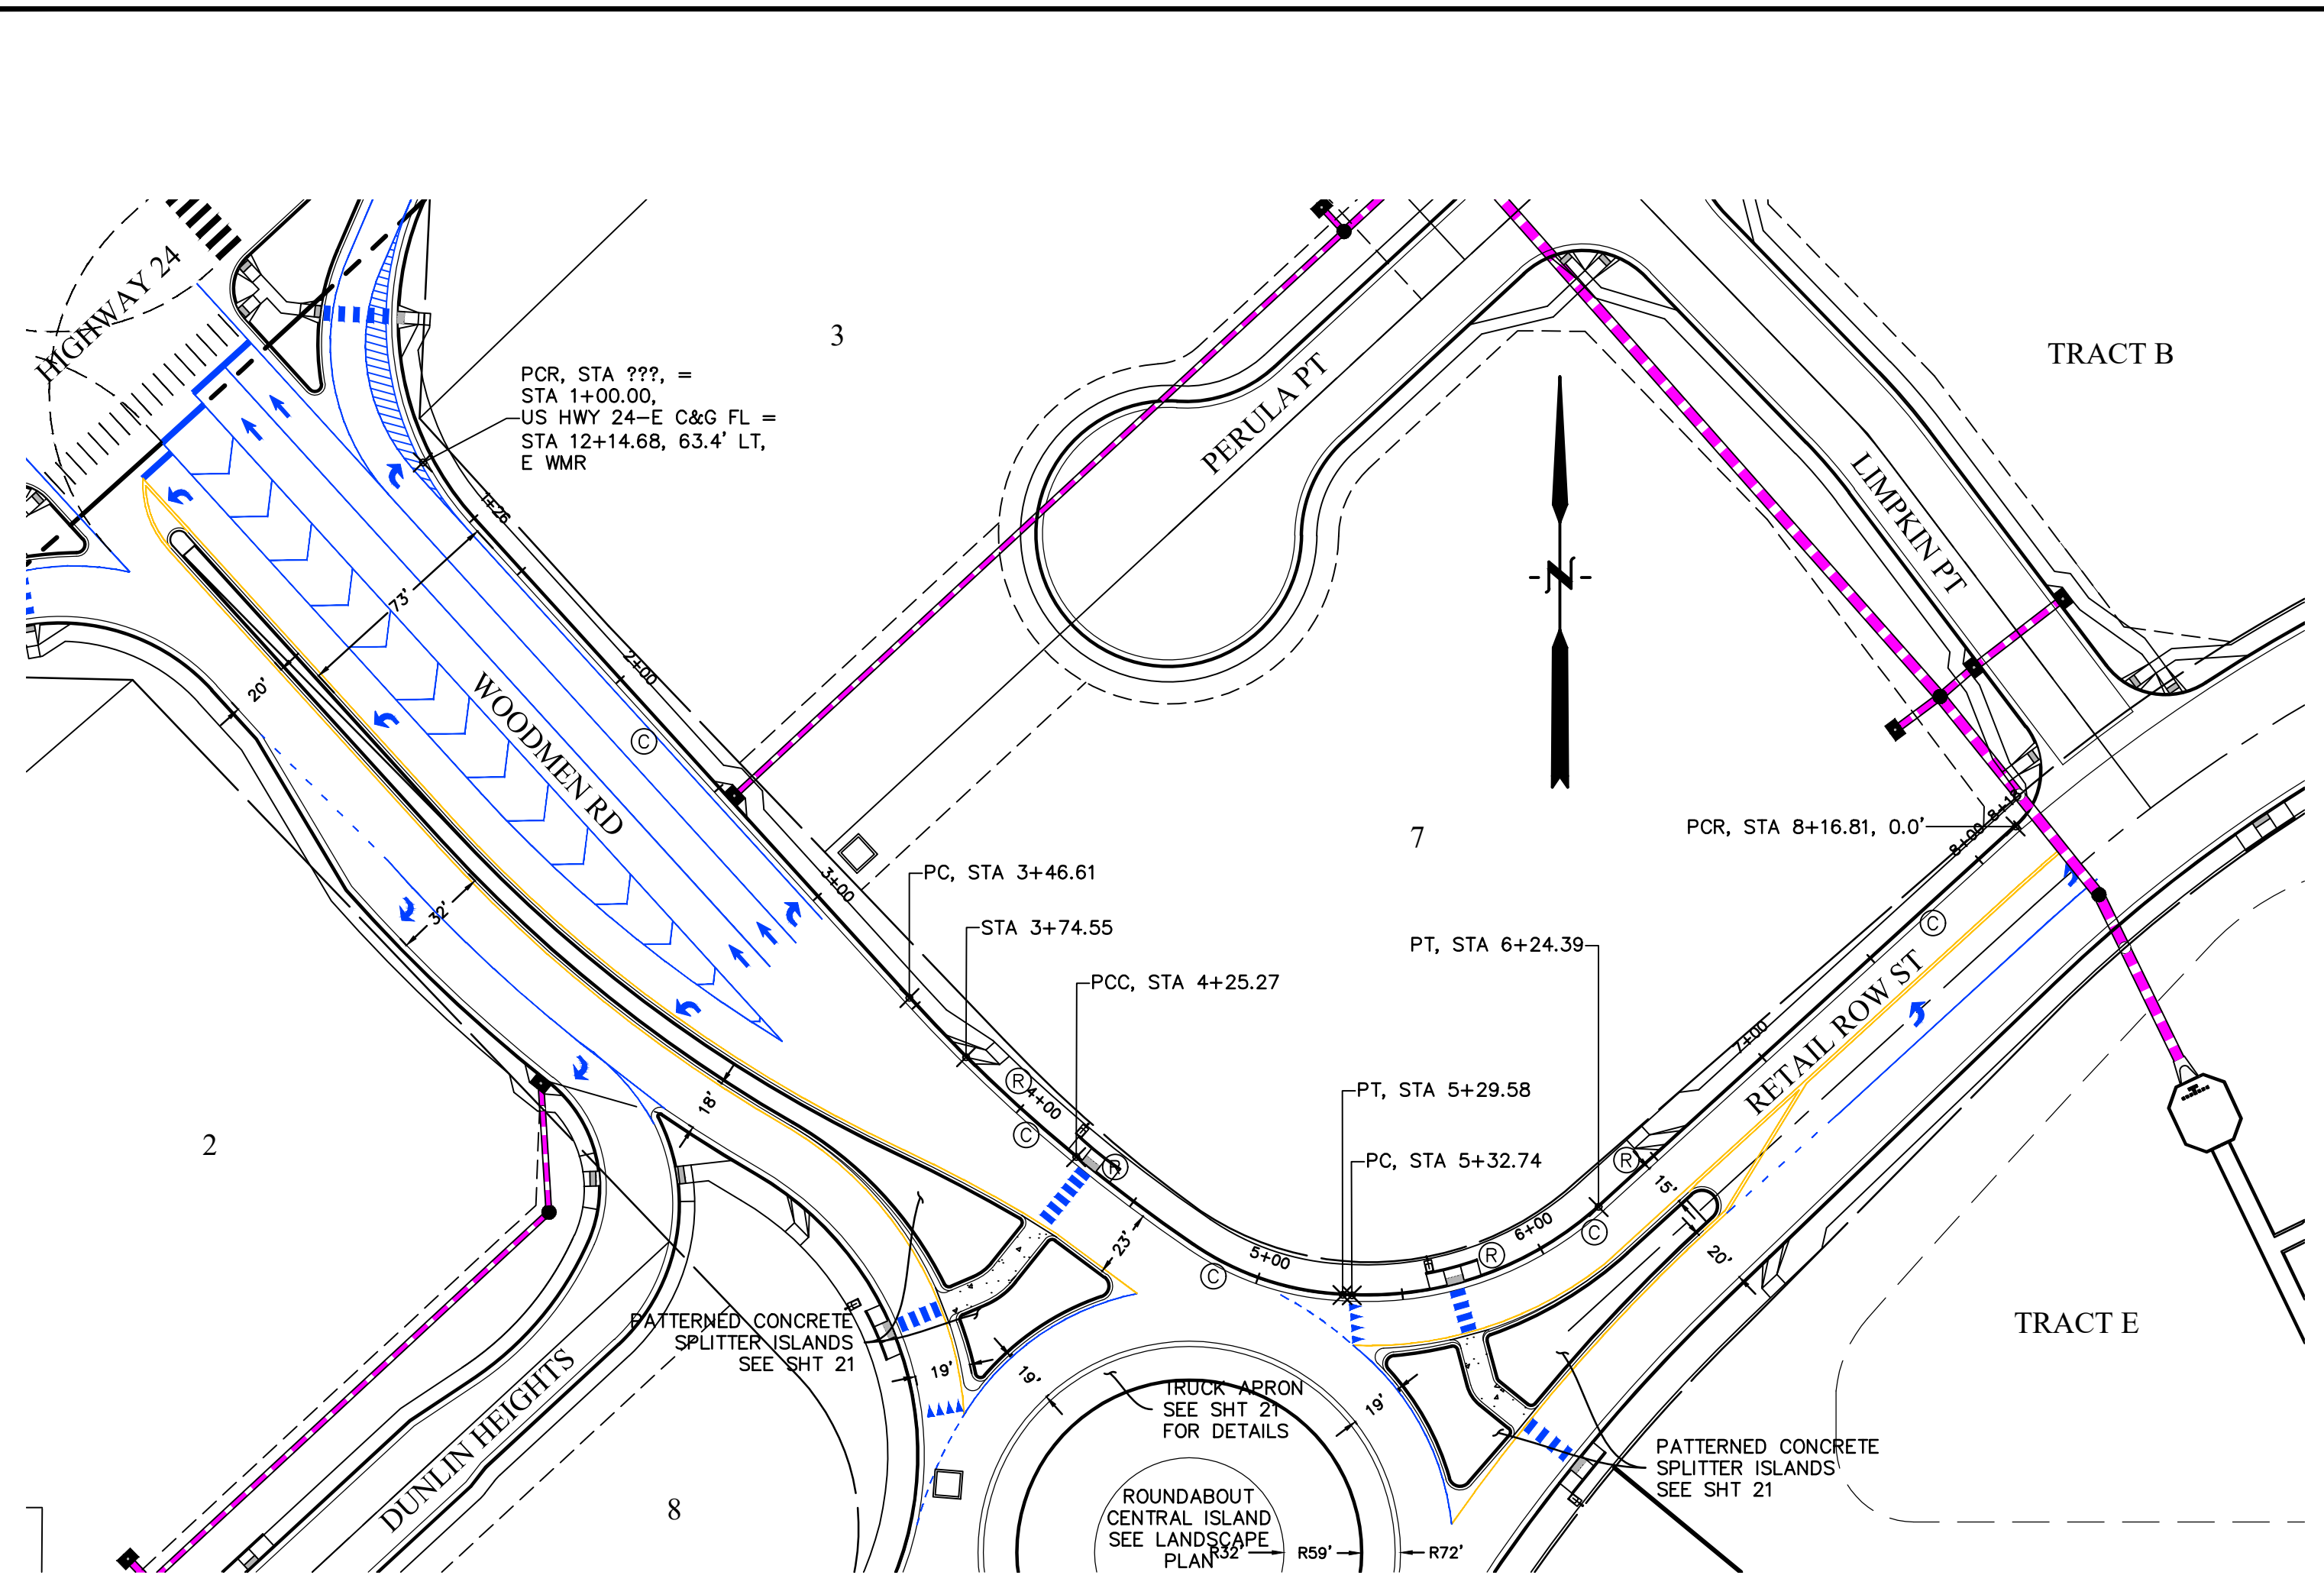 HIGHWAY 24
3
TRACT B
PCR, STA ???, =
STA 1+00.00,
US HWY 24-E C&G FL =
STA 12+14.68, 63.4' LT,
E WMR
PERULA PT
LIMPKIN PT
1+26
N
73'
2+00
20'
WOODMEN RD
C
7
PCR, STA 8+16.81, 0.0'
8+00
3+00
PC, STA 3+46.61
STA 3+74.55
PCC, STA 4+25.27
PT, STA 6+24.39
C
32'
RETAIL ROW ST
7+00
R
4+00
C
18'
PT, STA 5+29.58
PC, STA 5+32.74
2
R
R
15'
6+00
C
R
23'
5+00
C
20'
PATTERNED CONCRETE
SPLITTER ISLANDS
SEE SHT 21
TRACT E
19'
19'
19'
TRUCK APRON
SEE SHT 21
FOR DETAILS
DUNLIN HEIGHTS
8
PATTERNED CONCRETE
SPLITTER ISLANDS
SEE SHT 21
ROUNDABOUT
CENTRAL ISLAND
SEE LANDSCAPE
PLAN
R32'
R59'
R72'